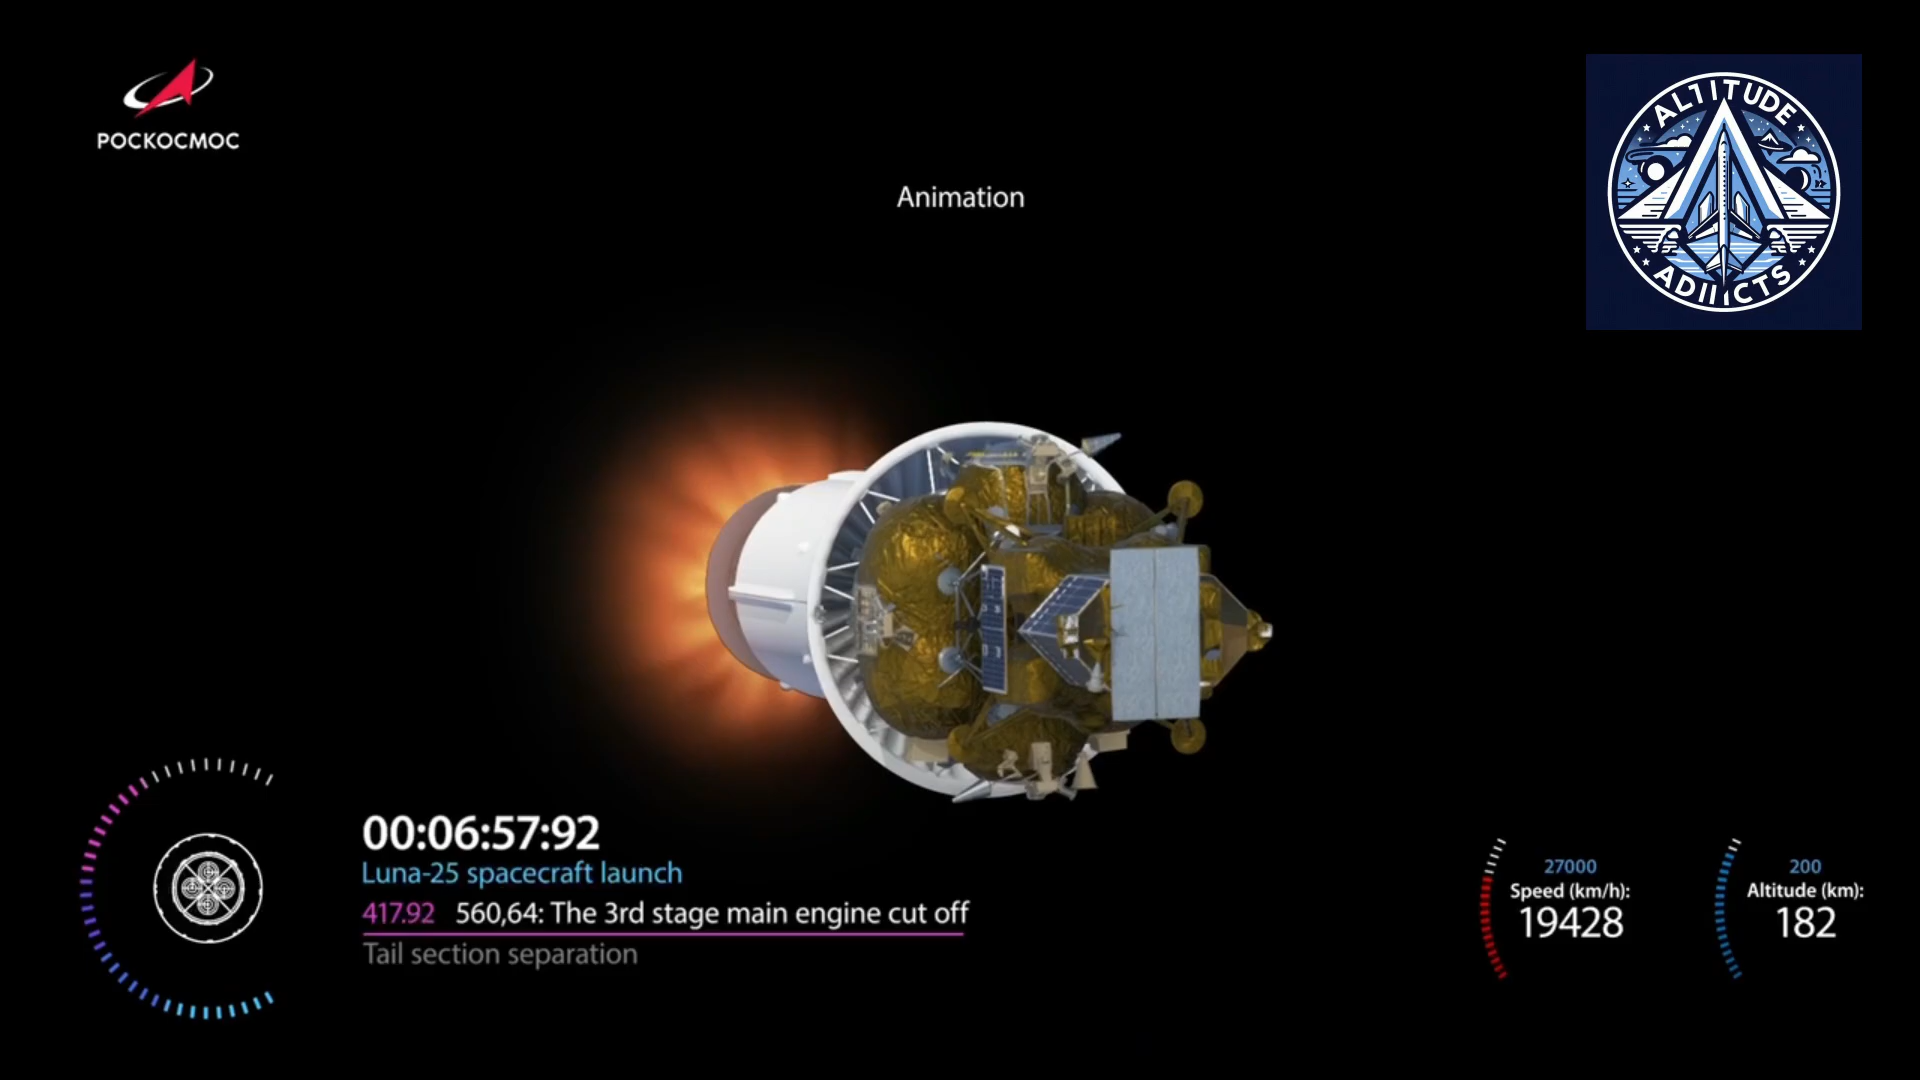 РОСКОСМОС
ALTITUDE
ADIICTS
Animation
00:06:57:92
Luna-25 spacecraft launch
417.92 560,64: The 3rd stage main engine cut off
Tail section separation
27000
Speed (km/h):
19428
200
Altitude (km):
182